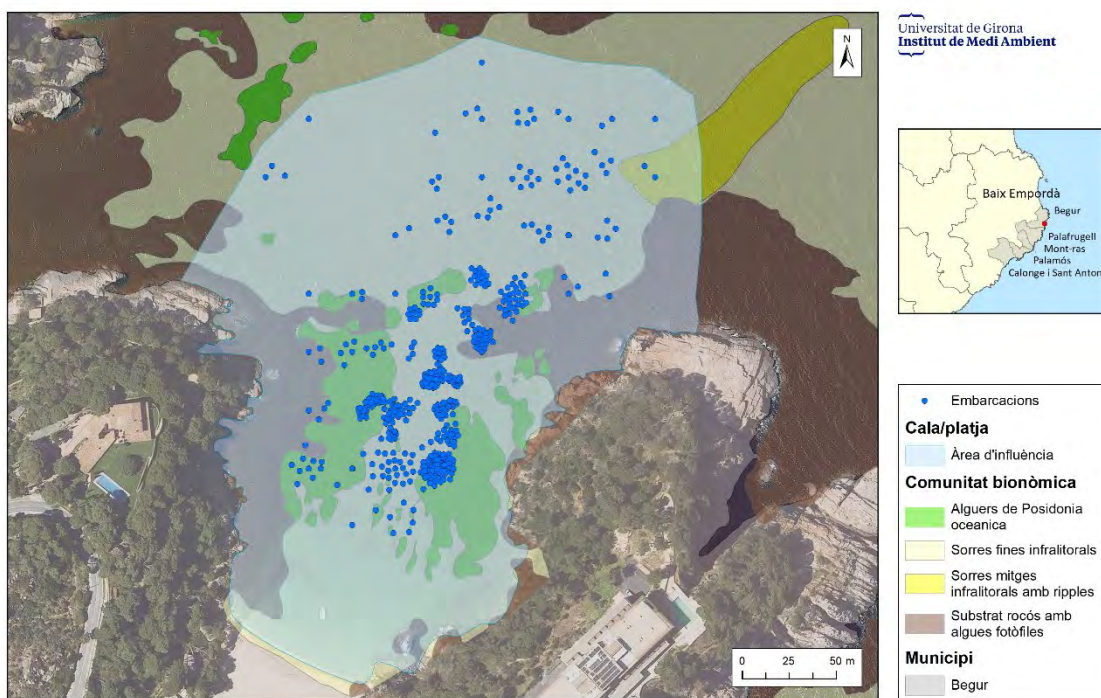 N
Universitat de Girona
Institut de Medi Ambient
Baix Empordà
Begur
Palafrugell
Mont-ras
Palamós
Calonge i Sant Anton
Embarcacions
Cala/platja
Àrea d'influència
Comunitat bionòmica
Alguers de Posidonia
oceanica
Sorres fines infralitorals
Sorres mitges
infralitorals amb ripples
Substrat rocós amb
algues fotòfiles
Municipi
Begur
0 25 50 m